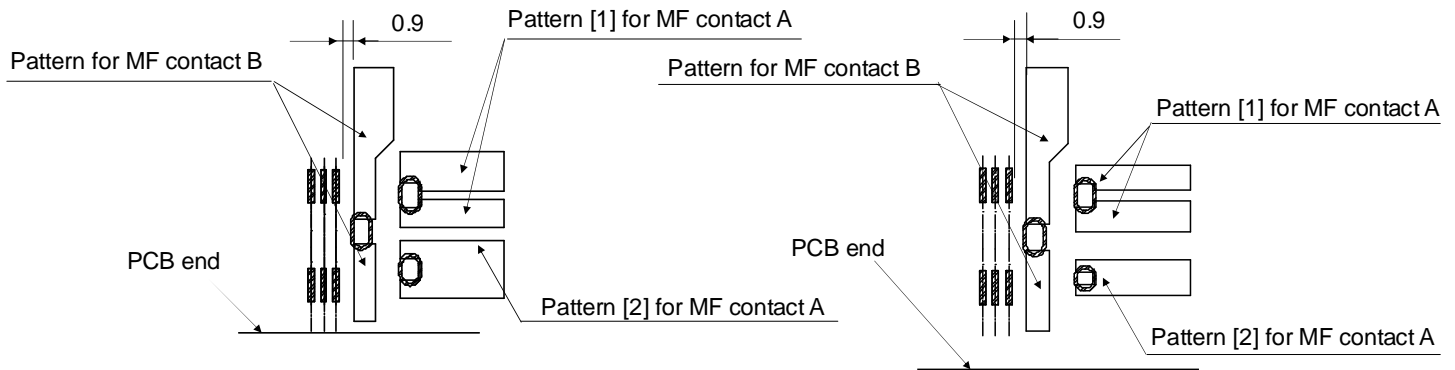 0.9
Pattern [1] for MF contact A
Pattern for MF contact B
PCB end
Pattern [2] for MF contact A
0.9
Pattern for MF contact B
Pattern [1] for MF contact A
PCB end
Pattern [2] for MF contact A